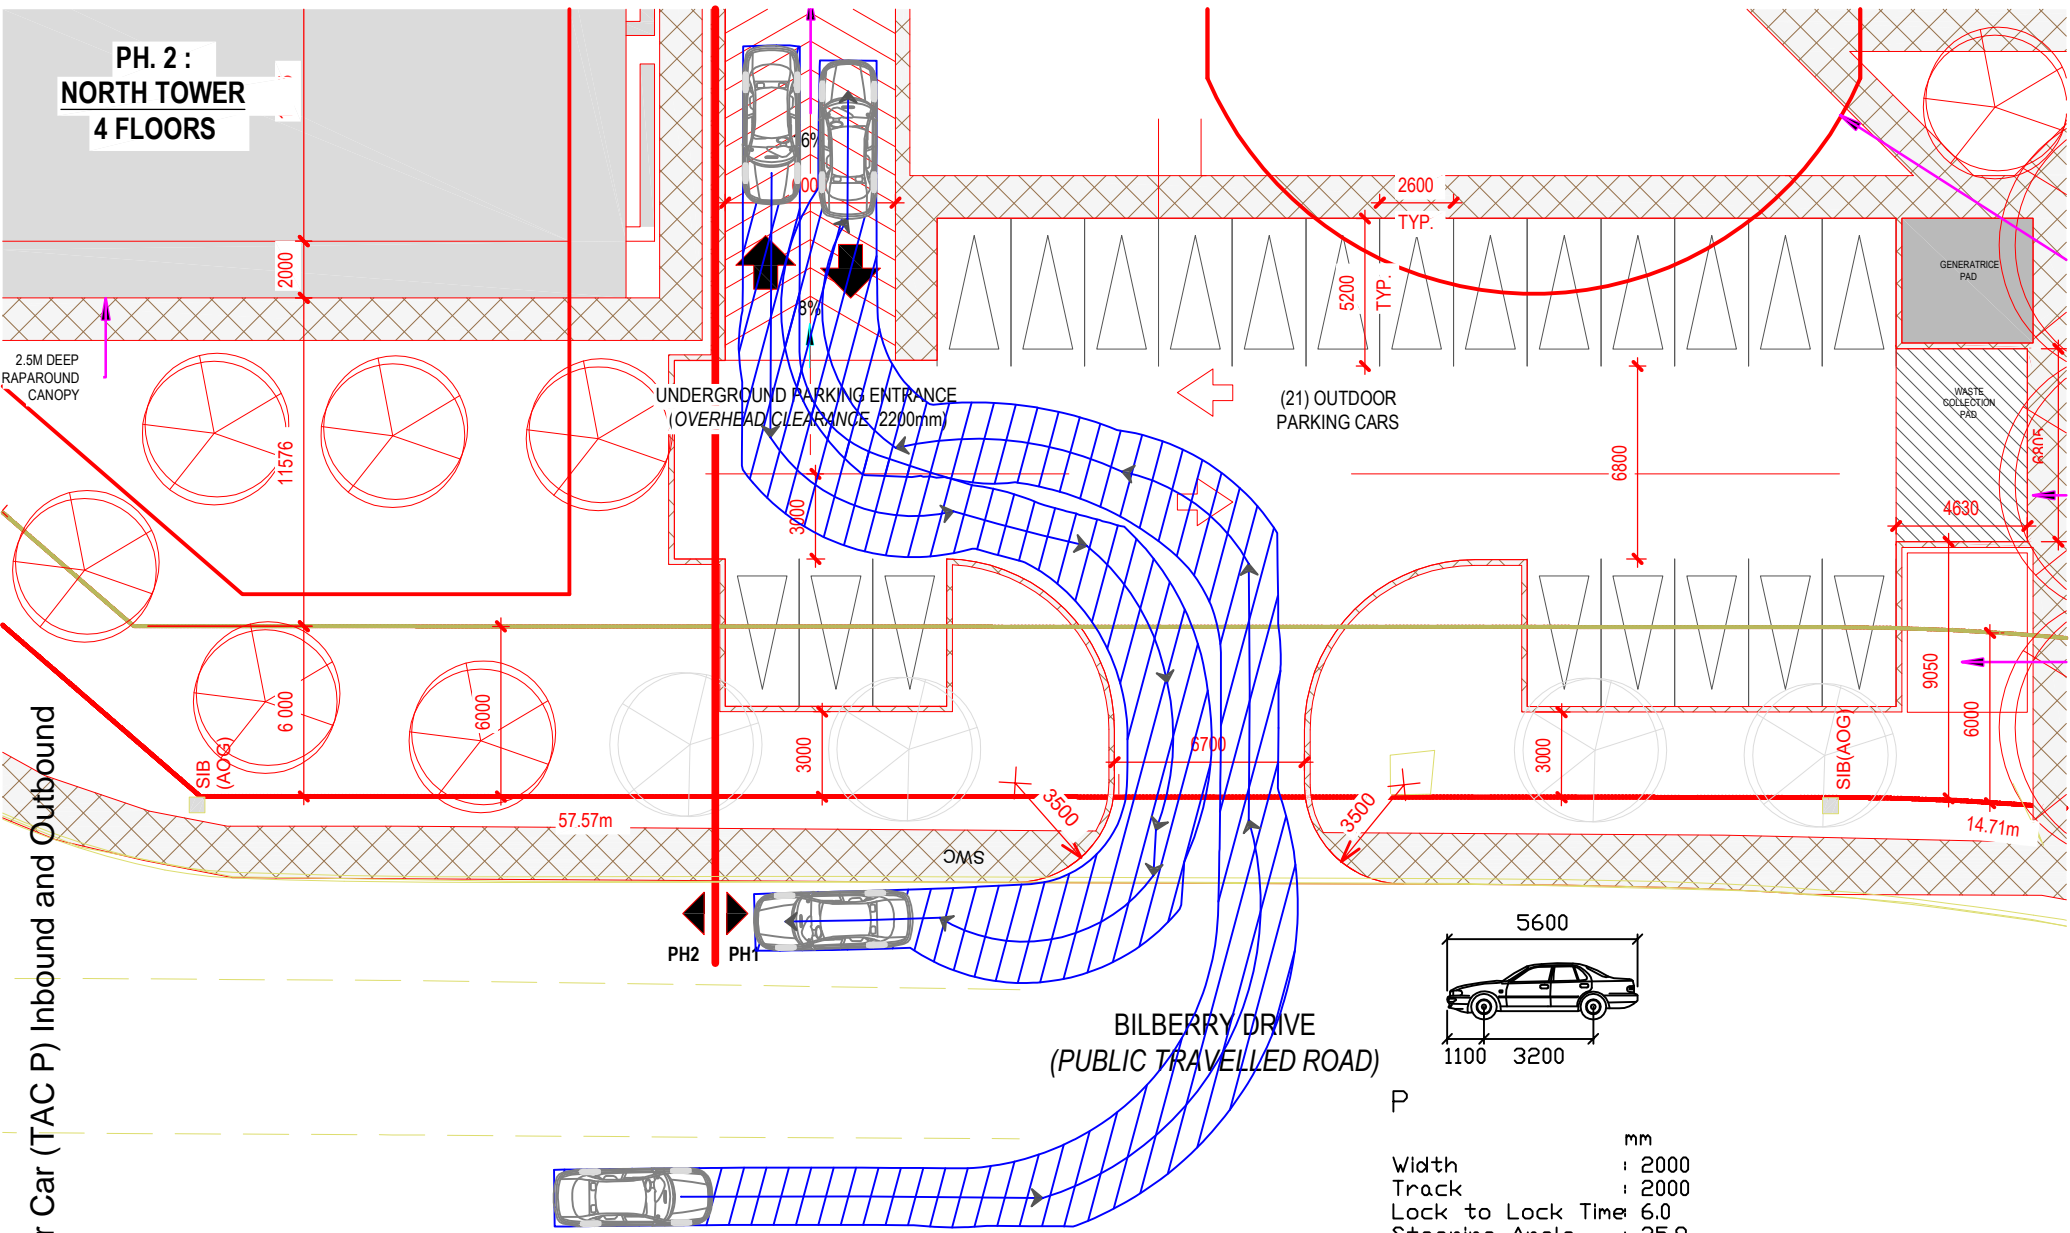 PH. 2 :
NORTH TOWER
4 FLOORS
6%
2600
TYP.
2000
5200
TYP.
GENERATRICE
PAD
8%
2.5M DEEP
RAPAROUND
CANOPY
UNDERGROUND PARKING ENTRANCE
(OVERHEAD CLEARANCE 2200mm)
(21) OUTDOOR
PARKING CARS
WASTE
COLLECTION
PAD
11576
6800
3000
4630
6 000
6000
9050
6000
SIB
(AOG)
3000
6700
3000
SIB(AOG)
3500
3500
57.57m
14.71m
SWC
PH2
PH1
5600
1100
3200
BILBERRY DRIVE
(PUBLIC TRAVELLED ROAD)
P
mm
Width : 2000
Track : 2000
Lock to Lock Time : 6.0
r Car (TAC P) Inbound and Outbound